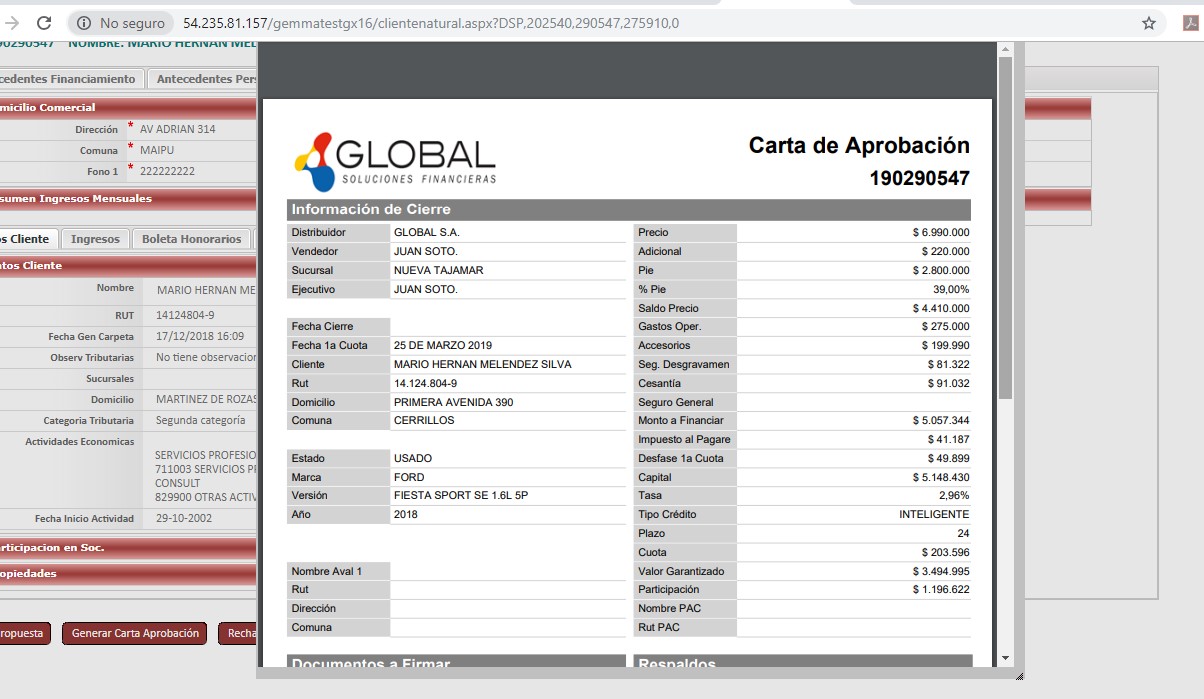 No seguro
54.235.81.157/gemmatestgx16/clientenatural.aspx?DSP,202540,290547,275910,0
NOMBRE: MARIO HERNAN MEL
cedentes Financiamiento
Antecedentes Pers
micilio Comercial
Dirección * AV ADRIAN 314
Comuna * MAIPU
Fono 1 * 222222222
sumen Ingresos Mensuales
os Cliente
Ingresos
Boleta Honorarios
atos Cliente
Nombre MARIO HERNAN ME
RUT 14124804-9
Fecha Gen Carpeta 17/12/2018 16:09
Observ Tributarias No tiene observacion
Sucursales
Domicilio MARTINEZ DE ROZAS
Categoria Tributaria Segunda categoría
Actividades Economicas
SERVICIOS PROFESIO
711003 SERVICIOS PR
CONSULT
829900 OTRAS ACTIV
Fecha Inicio Actividad 29-10-2002
rticipacion en Soc.
opiedades
ropuesta
Generar Carta Aprobación
Recha
GLOBAL
SOLUCIONES FINANCIERAS
Carta de Aprobación
190290547
Información de Cierre
Distribuidor GLOBAL S.A.
Vendedor JUAN SOTO.
Sucursal NUEVA TAJAMAR
Ejecutivo JUAN SOTO.
Fecha Cierre
Fecha 1a Cuota 25 DE MARZO 2019
Cliente MARIO HERNAN MELENDEZ SILVA
Rut 14.124.804-9
Domicilio PRIMERA AVENIDA 390
Comuna CERRILLOS
Estado USADO
Marca FORD
Versión FIESTA SPORT SE 1.6L 5P
Año 2018
Nombre Aval 1
Rut
Dirección
Comuna
Precio $ 6.990.000
Adicional $ 220.000
Pie $ 2.800.000
% Pie 39,00%
Saldo Precio $ 4.410.000
Gastos Oper. $ 275.000
Accesorios $ 199.990
Seg. Desgravamen $ 81.322
Cesantía $ 91.032
Seguro General
Monto a Financiar $ 5.057.344
Impuesto al Pagare $ 41.187
Desfase 1a Cuota $ 49.899
Capital $ 5.148.430
Tasa 2,96%
Tipo Crédito INTELIGENTE
Plazo 24
Cuota $ 203.596
Valor Garantizado $ 3.494.995
Participación $ 1.196.622
Nombre PAC
Rut PAC
Documentos a Firmar
Respaldos